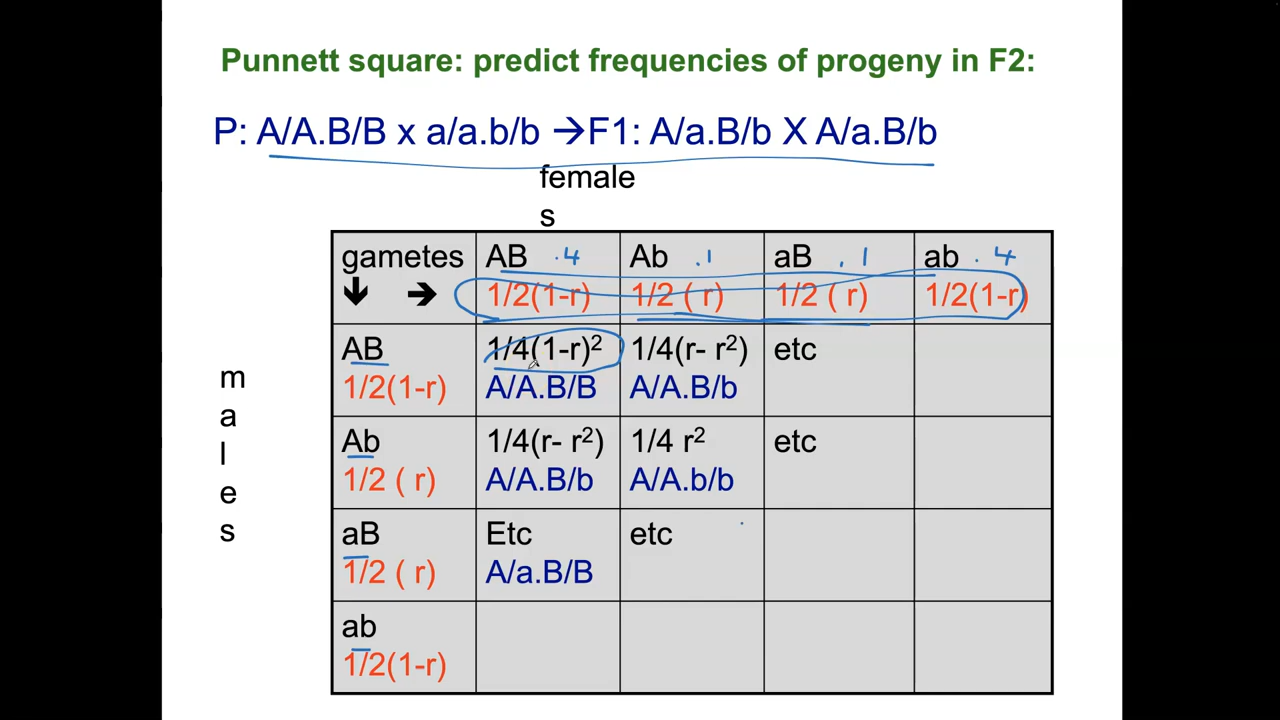 Punnett square: predict frequencies of progeny in F2:
P: A/A.B/B x a/a.b/b →F1: A/a.B/b X A/a.B/b
female
s
gametes AB .4 Ab .1 aB .1 ab .4
↓ → 1/2(1-r) 1/2 ( r) 1/2 ( r) 1/2(1-r)
AB 1/4(1-r)² 1/4(r- r²) etc
1/2(1-r) A/A.B/B A/A.B/b
Ab 1/4(r- r²) 1/4 r² etc
1/2 ( r) A/A.B/b A/A.b/b
aB Etc etc
1/2 ( r) A/a.B/B
ab
1/2(1-r)
m
a
l
e
s